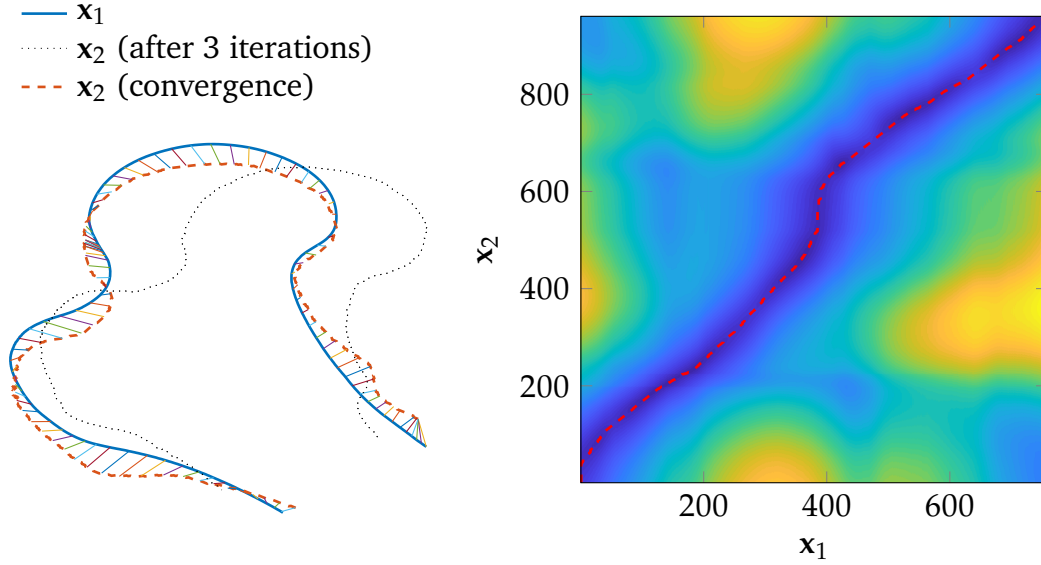 x₁
x₂ (after 3 iterations)
x₂ (convergence)
800
600
400
200
x₂
200
400
600
x₁